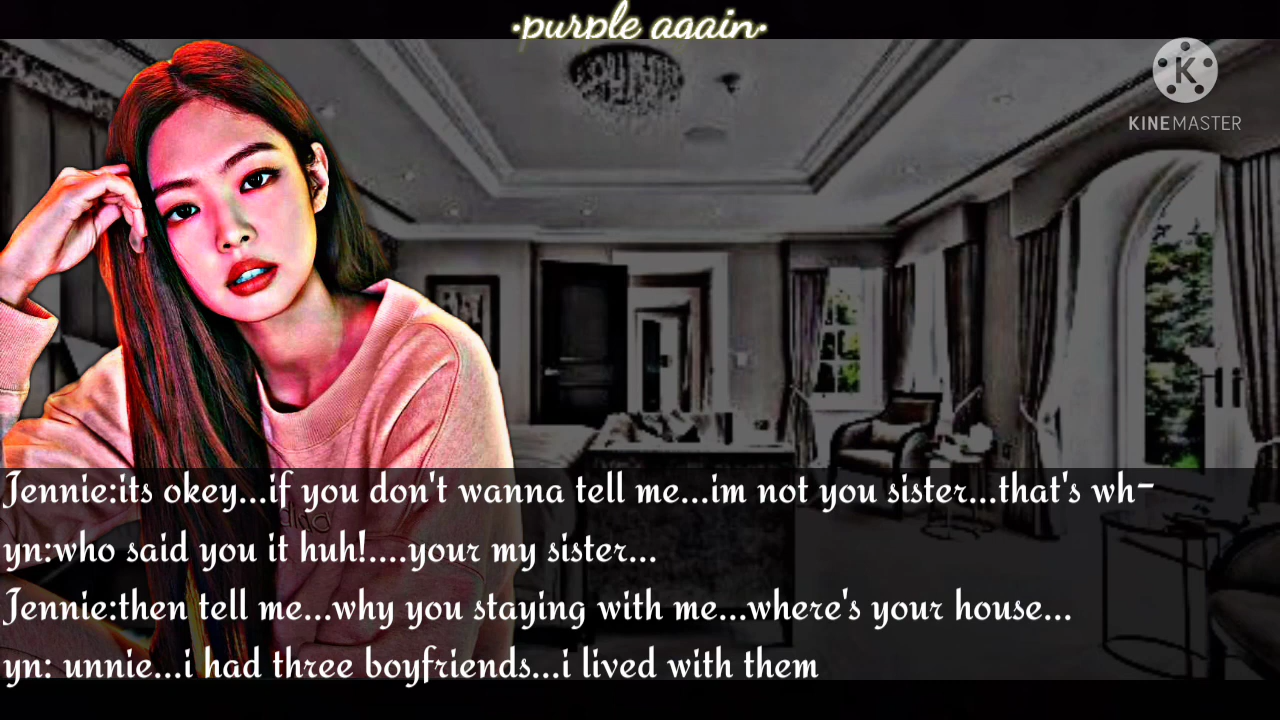 •purple again•
KINEMASTER
Jennie:its okey...if you don't wanna tell me...im not you sister...that's wh-
yn:who said you it huh!....your my sister...
Jennie:then tell me...why you staying with me...where's your house...
yn: unnie...i had three boyfriends...i lived with them